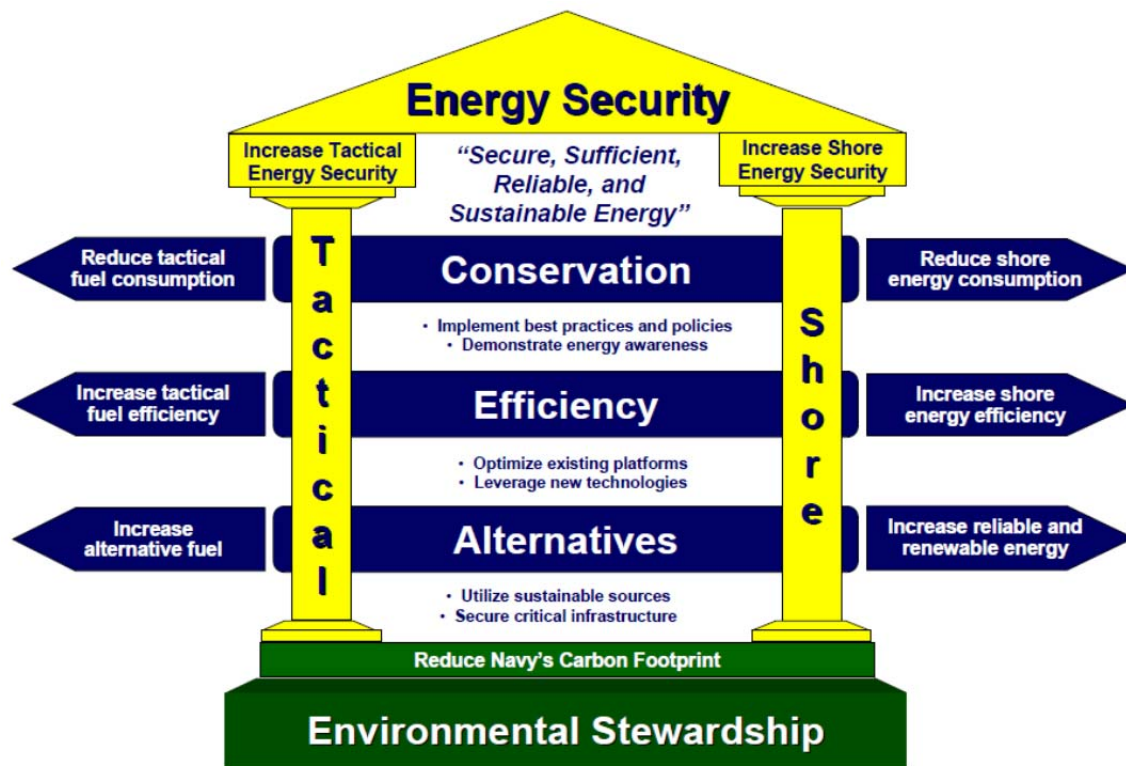 Energy Security
Increase Tactical
Energy Security
"Secure, Sufficient,
Reliable, and
Sustainable Energy"
Increase Shore
Energy Security
Tactical
Shore
Reduce tactical
fuel consumption
Conservation
Reduce shore
energy consumption
• Implement best practices and policies
• Demonstrate energy awareness
Increase tactical
fuel efficiency
Efficiency
Increase shore
energy efficiency
• Optimize existing platforms
• Leverage new technologies
Increase
alternative fuel
Alternatives
Increase reliable and
renewable energy
• Utilize sustainable sources
• Secure critical infrastructure
Reduce Navy's Carbon Footprint
Environmental Stewardship